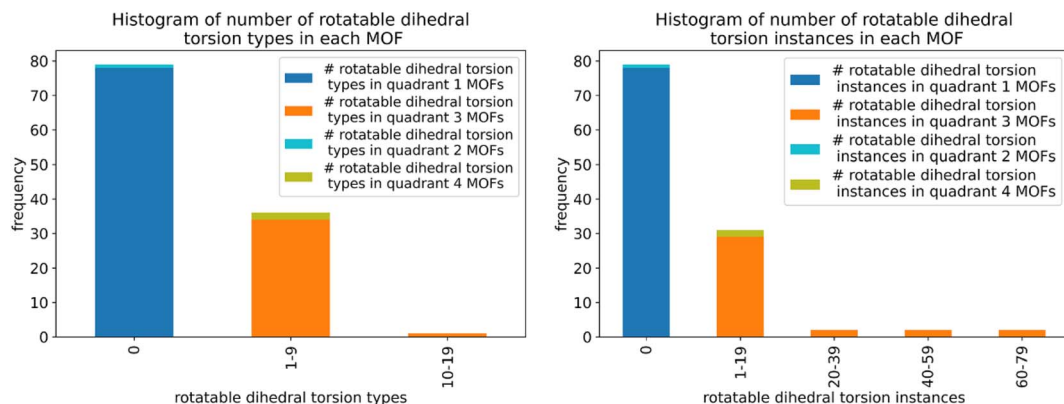 Histogram of number of rotatable dihedral
torsion types in each MOF
80
70
60
50
40
30
20
10
0
frequency
# rotatable dihedral torsion
types in quadrant 1 MOFs
# rotatable dihedral torsion
types in quadrant 3 MOFs
# rotatable dihedral torsion
types in quadrant 2 MOFs
# rotatable dihedral torsion
types in quadrant 4 MOFs
0
1-9
10-19
rotatable dihedral torsion types
Histogram of number of rotatable dihedral
torsion instances in each MOF
80
70
60
50
40
30
20
10
0
frequency
# rotatable dihedral torsion
instances in quadrant 1 MOFs
# rotatable dihedral torsion
instances in quadrant 3 MOFs
# rotatable dihedral torsion
instances in quadrant 2 MOFs
# rotatable dihedral torsion
instances in quadrant 4 MOFs
0
1-19
20-39
40-59
60-79
rotatable dihedral torsion instances